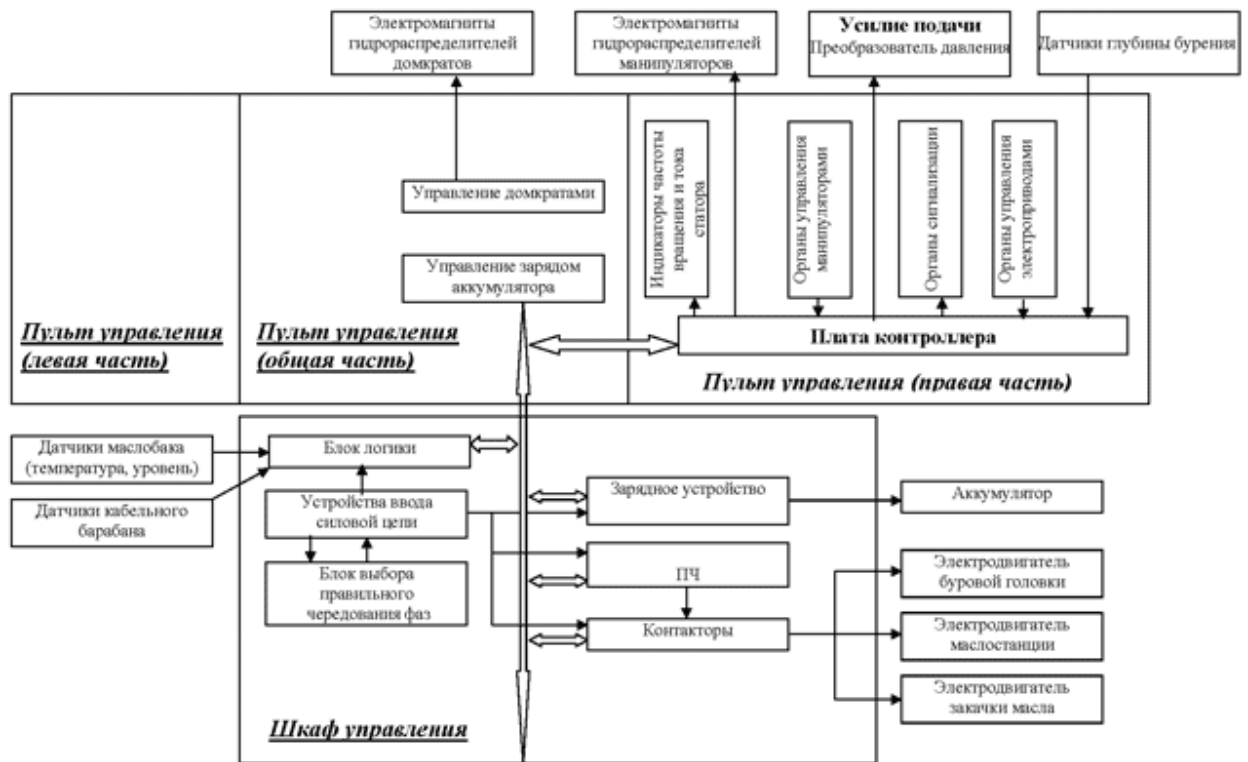 Электромагниты
гидрораспределителей
домкратов
Электромагниты
гидрораспределителей
манипуляторов
Усилие подачи
Преобразователь давления
Датчики глубины бурения
Индикаторы частоты
вращения и тока
статора
Органы управления
манипуляторами
Органы сигнализации
Органы управления
электроприводами
Управление домкратами
Управление зарядом
аккумулятора
Пульт управления
(левая часть)
Пульт управления
(общая часть)
Плата контроллера
Пульт управления (правая часть)
Датчики маслобака
(температура, уровень)
Блок логики
Датчики кабельного
барабана
Устройства ввода
силовой цепи
Зарядное устройство
Аккумулятор
Блок выбора
правильного
чередования фаз
ПЧ
Электродвигатель
буровой головки
Контакторы
Электродвигатель
маслостанции
Электродвигатель
закачки масла
Шкаф управления